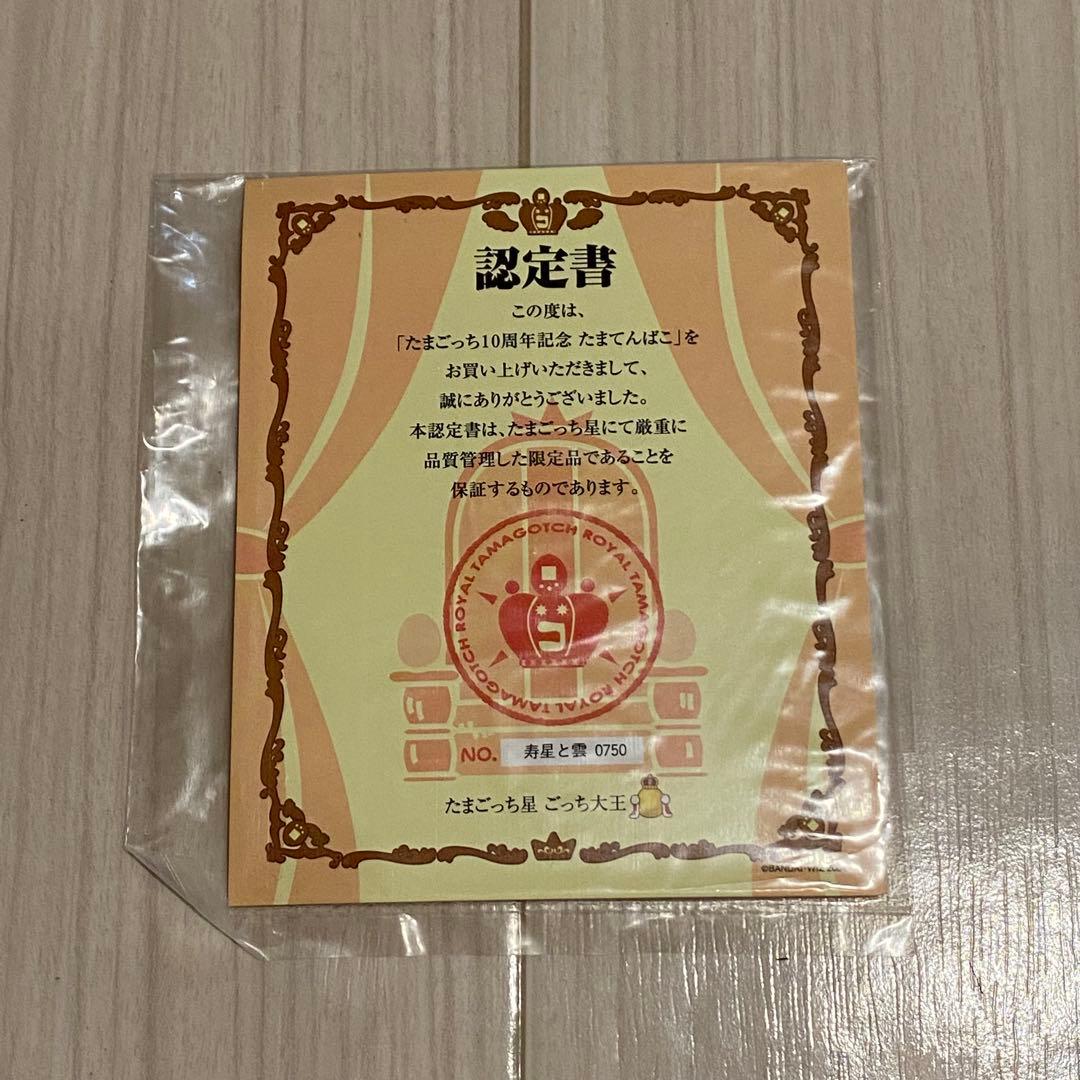 認定書
この度は、
「たまごっち10周年記念 たまてんばこ」を
お買い上げいただきまして、
誠にありがとうございました。
本認定書は、たまごっち星にて厳重に
品質管理した限定品であることを
保証するものであります。
ROYAL TAMAGOTCH ROYAL TAMAGOTCH ROYAL TAMAGOTCH
NO. 寿星と雲 0750
たまごっち星 ごっち大王
©BANDAI・WiZ